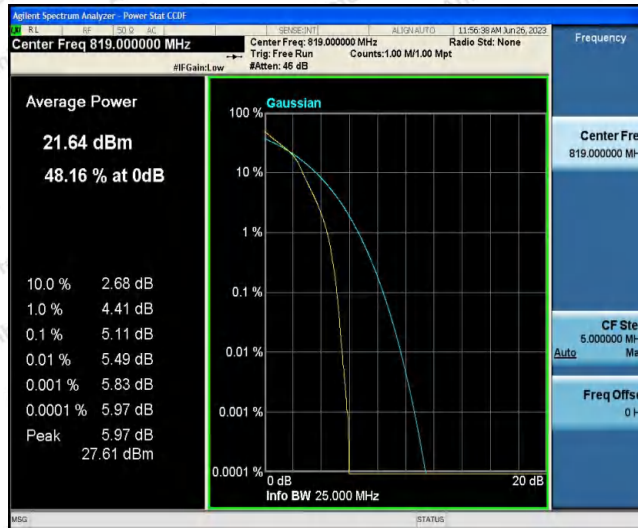 Agilent Spectrum Analyzer - Power Stat CCDF
RL RF 50 Ω AC SENSE:INT ALIGN AUTO 11:56:38 AM Jun 26, 2023
Center Freq 819.000000 MHz
Center Freq: 819.000000 MHz Radio Std: None
Trig: Free Run Counts:1.00 M/1.00 Mpt
#IFGain:Low #Atten: 46 dB
Frequency
Average Power
21.64 dBm
48.16 % at 0dB
10.0 % 2.68 dB
1.0 % 4.41 dB
0.1 % 5.11 dB
0.01 % 5.49 dB
0.001 % 5.83 dB
0.0001 % 5.97 dB
Peak 5.97 dB
27.61 dBm
Gaussian
100 %
10 %
1 %
0.1 %
0.01 %
0.001 %
0.0001 %
0 dB 20 dB
Info BW 25.000 MHz
Center Fre
819.000000 MH
CF Ste
5.000000 MH
Auto Ma
Freq Offse
0 H
MSG STATUS